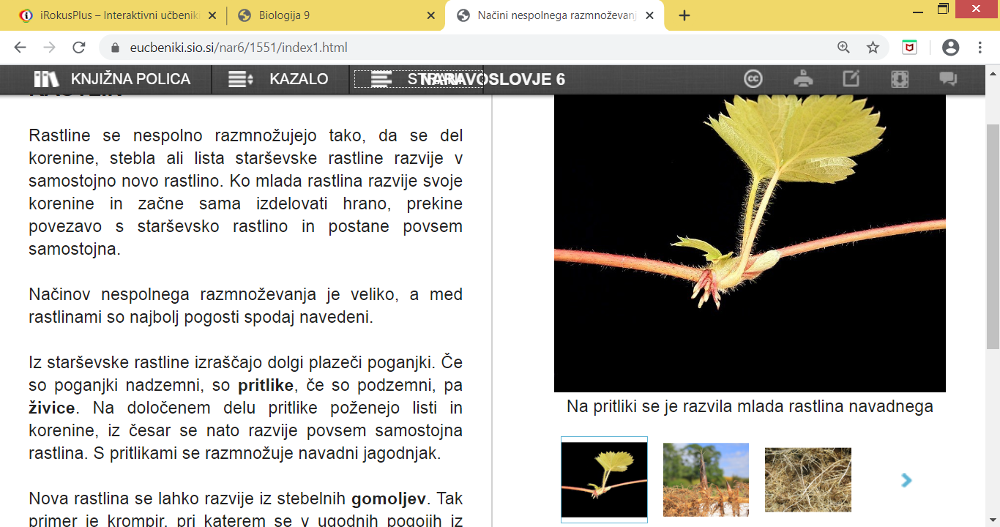 iRokusPlus – Interaktivni učbeniki
Biologija 9
Načini nespolnega razmnoževanj
eucbeniki.sio.si/nar6/1551/index1.html
KNJIŽNA POLICA
KAZALO
NARAVOSLOVJE 6
Rastline se nespolno razmnožujejo tako, da se del
korenine, stebla ali lista starševske rastline razvije v
samostojno novo rastlino. Ko mlada rastlina razvije svoje
korenine in začne sama izdelovati hrano, prekine
povezavo s starševsko rastlino in postane povsem
samostojna.
Načinov nespolnega razmnoževanja je veliko, a med
rastlinami so najbolj pogosti spodaj navedeni.
Iz starševske rastline izraščajo dolgi plazeči poganjki. Če
so poganjki nadzemni, so pritlike, če so podzemni, pa
živice. Na določenem delu pritlike poženejo listi in
korenine, iz česar se nato razvije povsem samostojna
rastlina. S pritlikami se razmnožuje navadni jagodnjak.
Nova rastlina se lahko razvije iz stebelnih gomoljev. Tak
primer je krompir, pri katerem se v ugodnih pogojih iz
Na pritliki se je razvila mlada rastlina navadnega